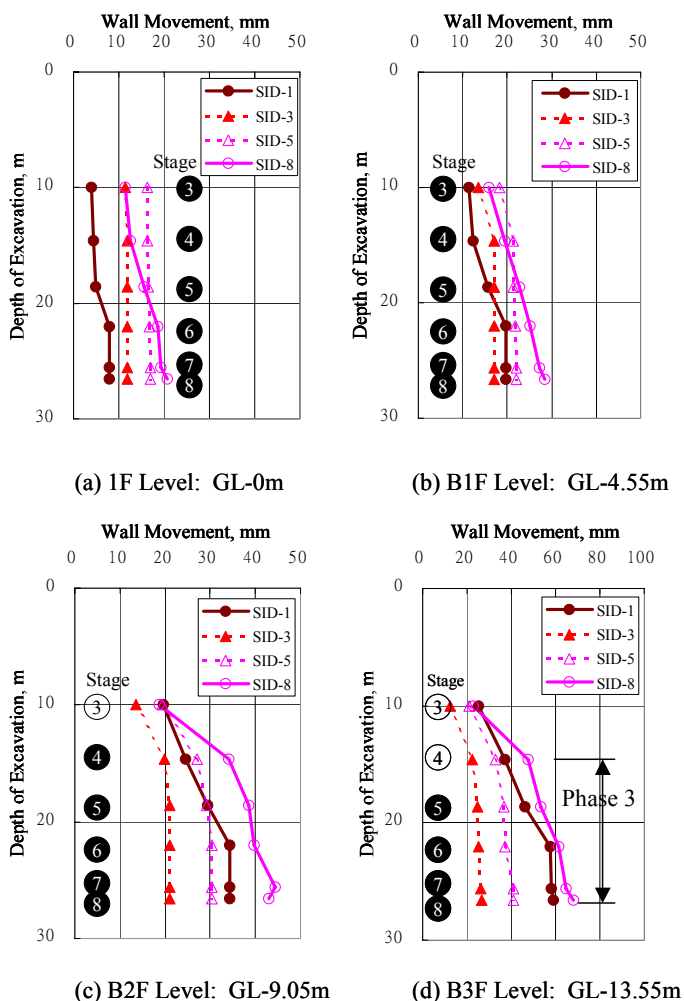 Wall Movement, mm
0 10 20 30 40 50
0
10
20
30
Depth of Excavation, m
SID-1
SID-3
SID-5
SID-8
Stage
3
4
5
6
7
8
(a) 1F Level: GL-0m
Wall Movement, mm
0 10 20 30 40 50
0
10
20
30
Depth of Excavation, m
SID-1
SID-3
SID-5
SID-8
Stage
3
4
5
6
7
8
(b) B1F Level: GL-4.55m
Wall Movement, mm
0 10 20 30 40 50
0
10
20
30
Depth of Excavation, m
SID-1
SID-3
SID-5
SID-8
Stage
3
4
5
6
7
8
(c) B2F Level: GL-9.05m
Wall Movement, mm
0 20 40 60 80 100
0
10
20
30
Depth of Excavation, m
SID-1
SID-3
SID-5
SID-8
Stage
3
4
5
6
7
8
Phase 3
(d) B3F Level: GL-13.55m